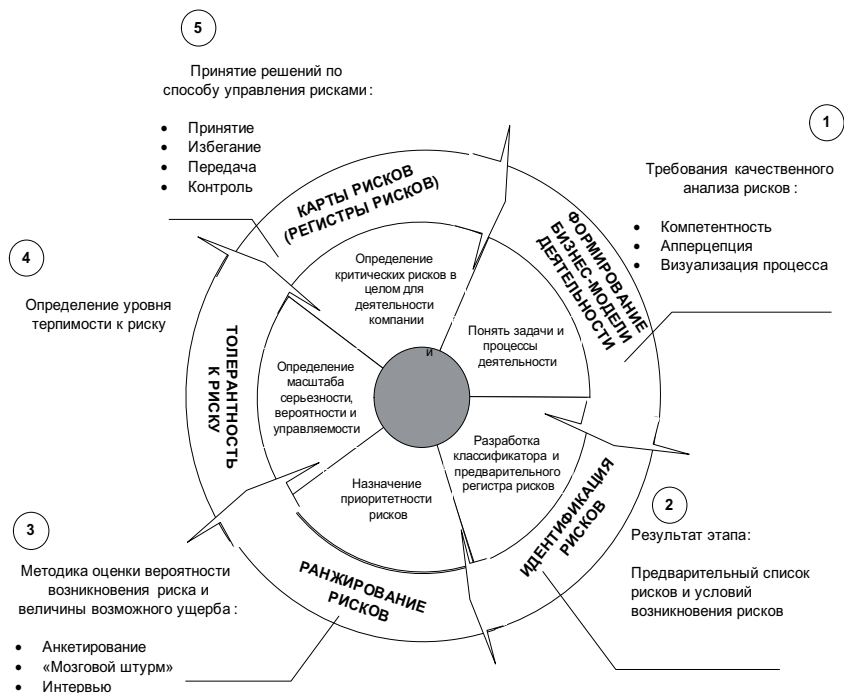 5
Принятие решений по
способу управления рисками:
• Принятие
• Избегание
• Передача
• Контроль
1
Требования качественного
анализа рисков:
• Компетентность
• Апперцепция
• Визуализация процесса
КАРТЫ РИСКОВ
(РЕГИСТРЫ РИСКОВ)
ФОРМИРОВАНИЕ
БИЗНЕС-МОДЕЛИ
ДЕЯТЕЛЬНОСТИ
4
Определение уровня
терпимости к риску
ТОЛЕРАНТНОСТЬ
К РИСКУ
Определение
критических рисков в
целом для
деятельности
компании
и
Понять задачи и
процессы
деятельности
Определение
масштаба
серьезности,
вероятности и
управляемости
Разработка
классификатора и
предварительного
регистра рисков
Назначение
приоритетности
рисков
ИДЕНТИФИКАЦИЯ
РИСКОВ
2
Результат этапа:
Предварительный список
рисков и условий
возникновения рисков
РАНЖИРОВАНИЕ
РИСКОВ
3
Методика оценки вероятности
возникновения риска и
величины возможного ущерба:
• Анкетирование
• «Мозговой штурм»
• Интервью